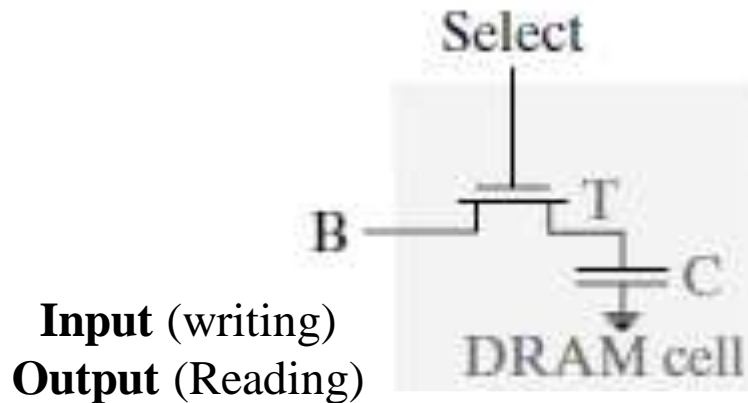 Select
T
B
C
Input (writing)
DRAM cell
Output (Reading)